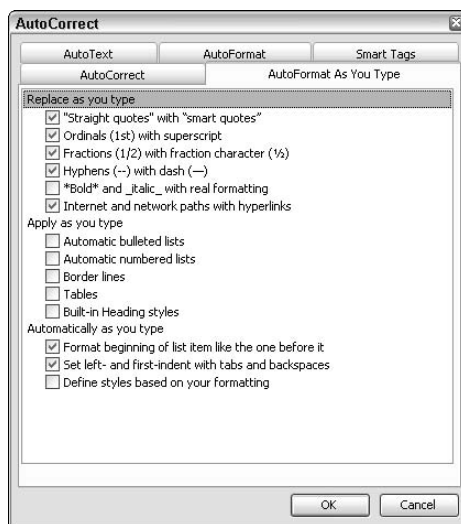 AutoCorrect
AutoText AutoFormat Smart Tags
AutoCorrect AutoFormat As You Type
Replace as you type
"Straight quotes" with “smart quotes”
Ordinals (1st) with superscript
Fractions (1/2) with fraction character (½)
Hyphens (--) with dash (—)
*Bold* and _italic_ with real formatting
Internet and network paths with hyperlinks
Apply as you type
Automatic bulleted lists
Automatic numbered lists
Border lines
Tables
Built-in Heading styles
Automatically as you type
Format beginning of list item like the one before it
Set left- and first-indent with tabs and backspaces
Define styles based on your formatting
OK Cancel